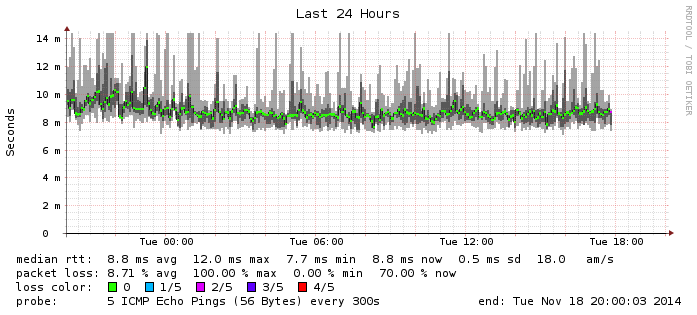 Last 24 Hours
RRDTOOL / TOBI OETIKER
Seconds
14 m
12 m
10 m
8 m
6 m
4 m
2 m
0
Tue 00:00 Tue 06:00 Tue 12:00 Tue 18:00
median rtt: 8.8 ms avg 12.0 ms max 7.7 ms min 8.8 ms now 0.5 ms sd 18.0 am/s
packet loss: 8.71 % avg 100.00 % max 0.00 % min 70.00 % now
loss color: 0 1/5 2/5 3/5 4/5
probe: 5 ICMP Echo Pings (56 Bytes) every 300s end: Tue Nov 18 20:00:03 2014